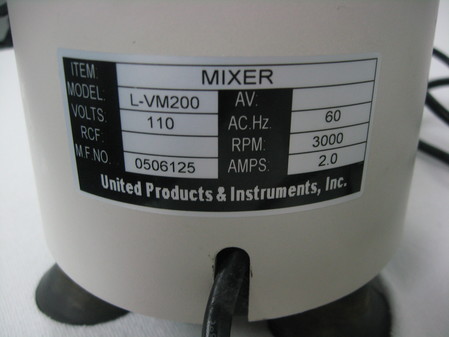 ITEM. MIXER
MODEL. L-VM200 AV.
VOLTS. 110 AC.Hz. 60
RCF. RPM. 3000
M.F.NO. 0506125 AMPS. 2.0
United Products & Instruments, Inc.